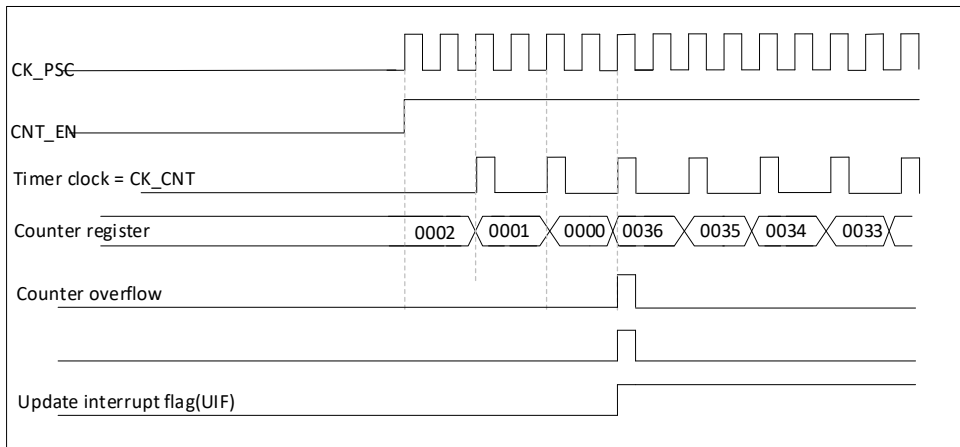 CK_PSC
CNT_EN
Timer clock = CK_CNT
Counter register 0002 0001 0000 0036 0035 0034 0033
Counter overflow
Update interrupt flag(UIF)